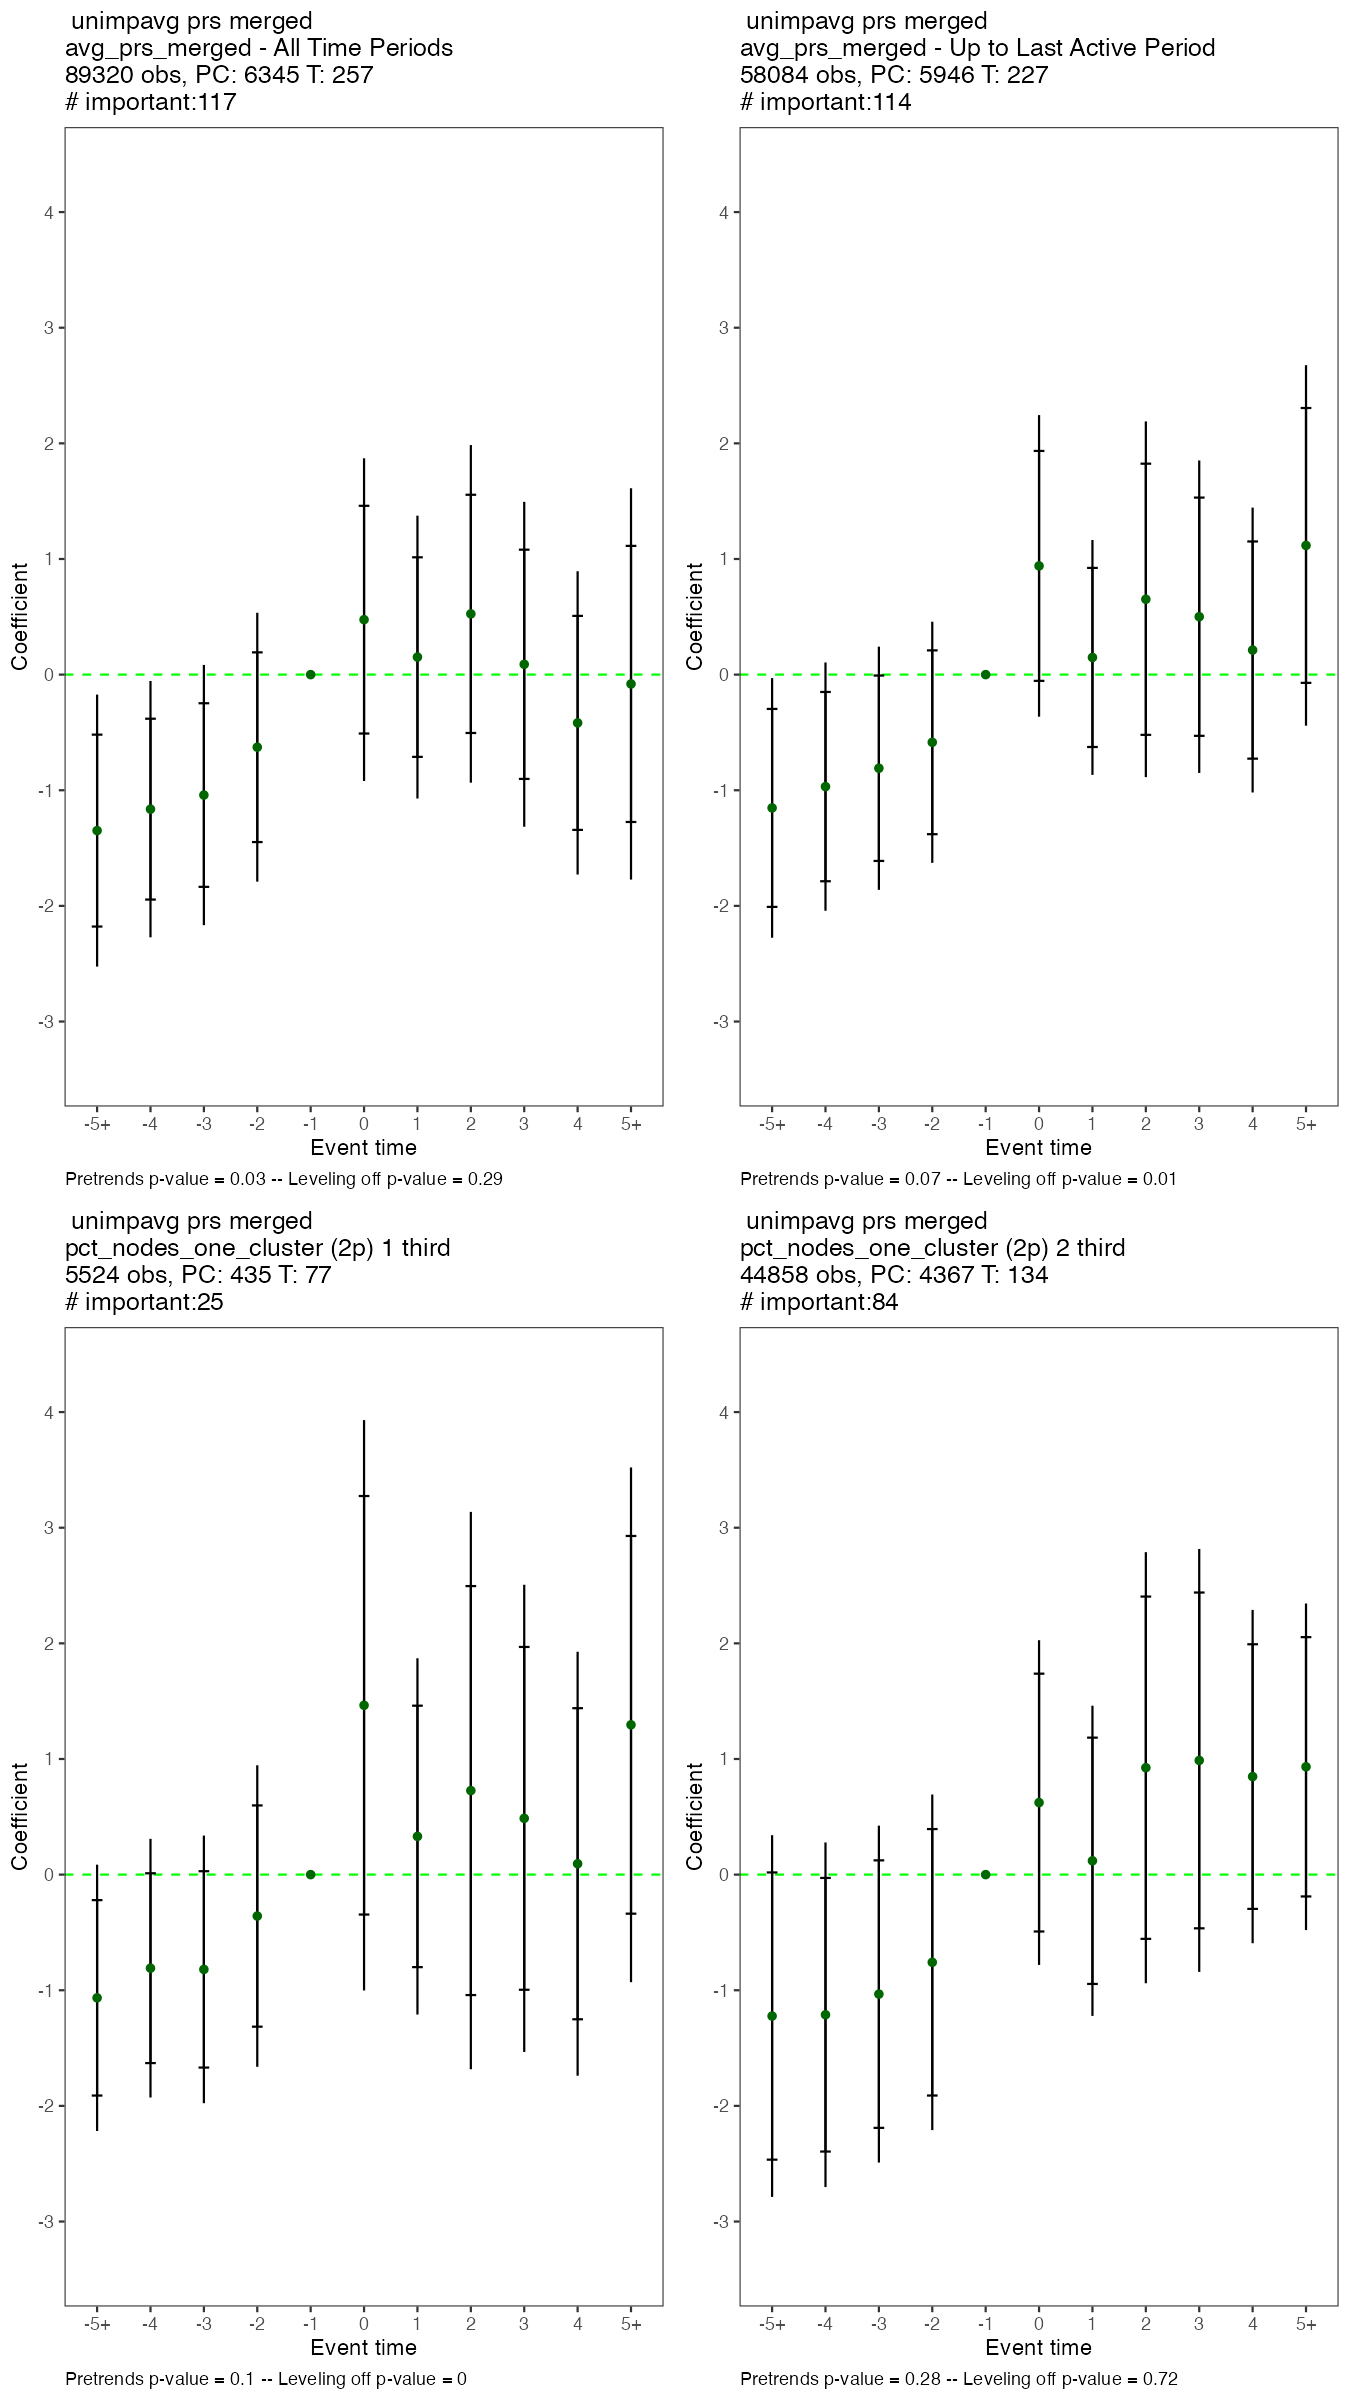 unimpavg prs merged
avg_prs_merged - All Time Periods
89320 obs, PC: 6345 T: 257
# important:117
Coefficient
4
3
2
1
0
-1
-2
-3
-5+ -4 -3 -2 -1 0 1 2 3 4 5+
Event time
Pretrends p-value = 0.03 -- Leveling off p-value = 0.29
unimpavg prs merged
avg_prs_merged - Up to Last Active Period
58084 obs, PC: 5946 T: 227
# important:114
Coefficient
4
3
2
1
0
-1
-2
-3
-5+ -4 -3 -2 -1 0 1 2 3 4 5+
Event time
Pretrends p-value = 0.07 -- Leveling off p-value = 0.01
unimpavg prs merged
pct_nodes_one_cluster (2p) 1 third
5524 obs, PC: 435 T: 77
# important:25
Coefficient
4
3
2
1
0
-1
-2
-3
-5+ -4 -3 -2 -1 0 1 2 3 4 5+
Event time
Pretrends p-value = 0.1 -- Leveling off p-value = 0
unimpavg prs merged
pct_nodes_one_cluster (2p) 2 third
44858 obs, PC: 4367 T: 134
# important:84
Coefficient
4
3
2
1
0
-1
-2
-3
-5+ -4 -3 -2 -1 0 1 2 3 4 5+
Event time
Pretrends p-value = 0.28 -- Leveling off p-value = 0.72